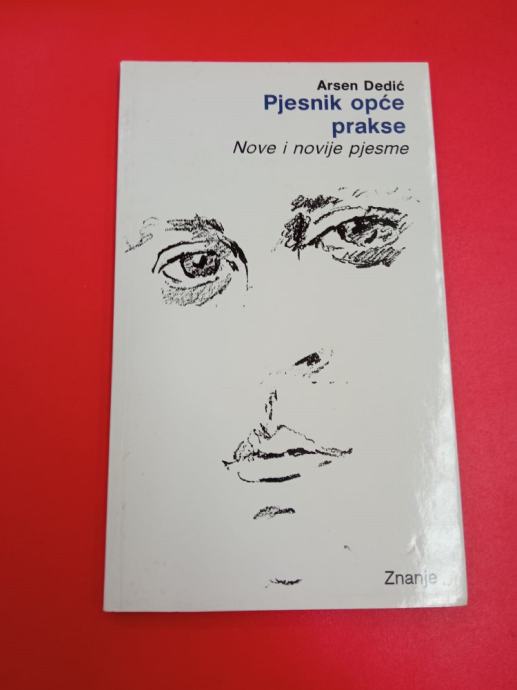 Arsen Dedić
Pjesnik opće
prakse
Nove i novije pjesme
Znanje